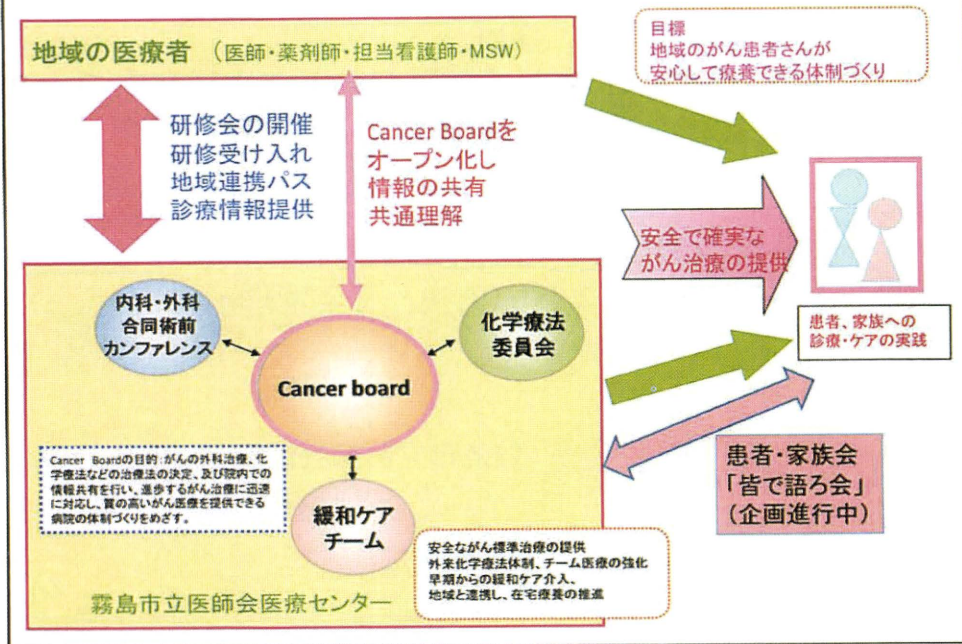 地域の医療者 (医師・薬剤師・担当看護師・MSW)
目標
地域のがん患者さんが
安心して療養できる体制づくり
研修会の開催
研修受け入れ
地域連携パス
診療情報提供
Cancer Boardを
オープン化し
情報の共有
共通理解
安全で確実な
がん治療の提供
患者、家族への
診療・ケアの実践
内科・外科
合同術前
カンファレンス
化学療法
委員会
Cancer board
Cancer Boardの目的:がんの外科治療、化
学療法などの治療法の決定、及び院内での
情報共有を行い、進歩するがん治療に迅速
に対応し、質の高いがん医療を提供できる
病院の体制づくりをめざす。
緩和ケア
チーム
患者・家族会
「皆で語ろ会」
(企画進行中)
安全ながん標準治療の提供
外来化学療法体制、チーム医療の強化
早期からの緩和ケア介入、
地域と連携し、在宅療養の推進
霧島市立医師会医療センター